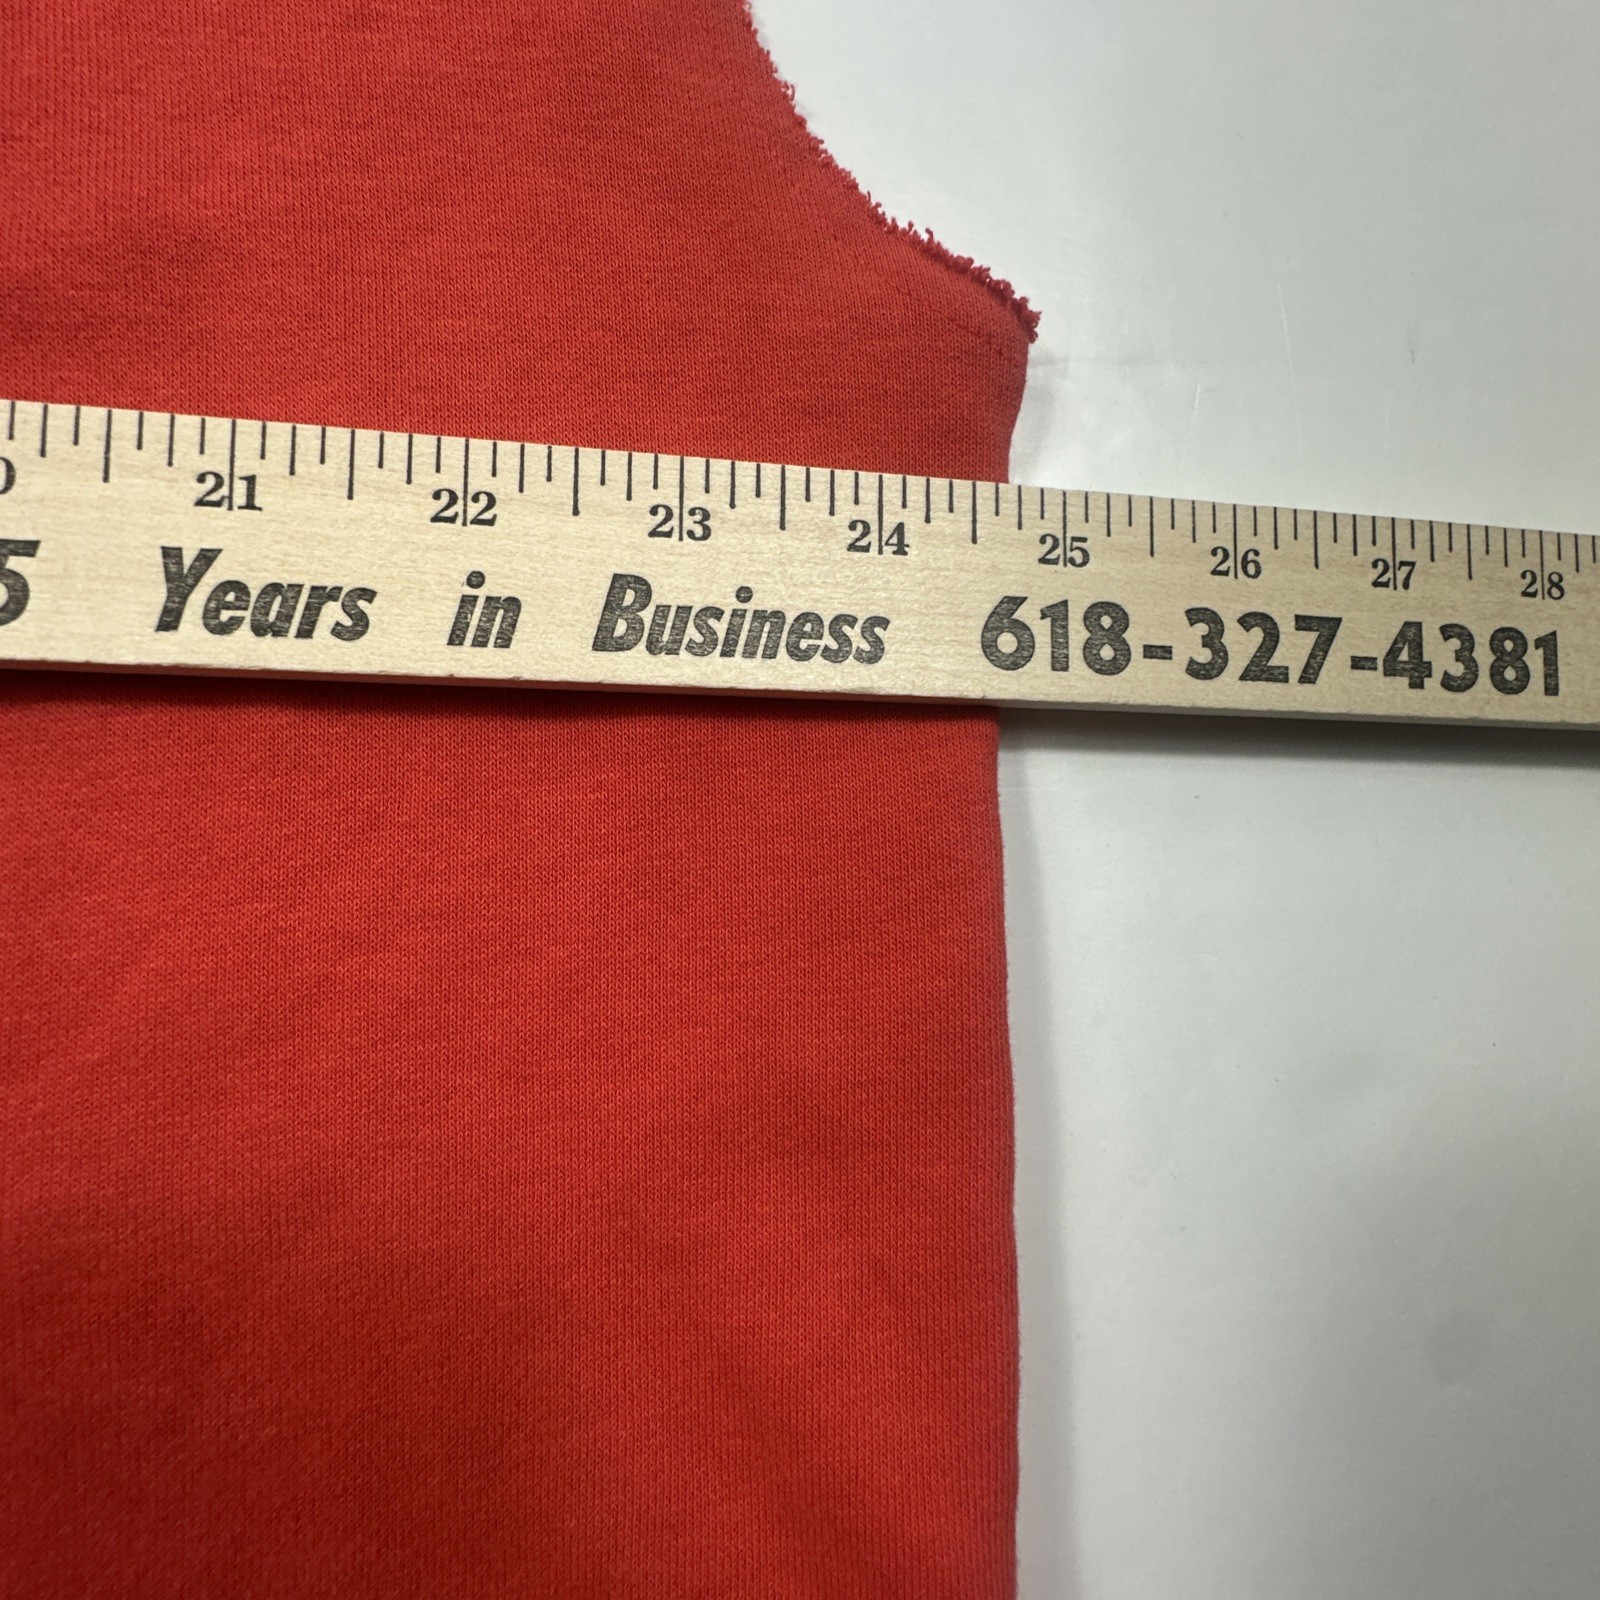 21 22 23 24 25 26 27 28
Years in Business 618-327-4381